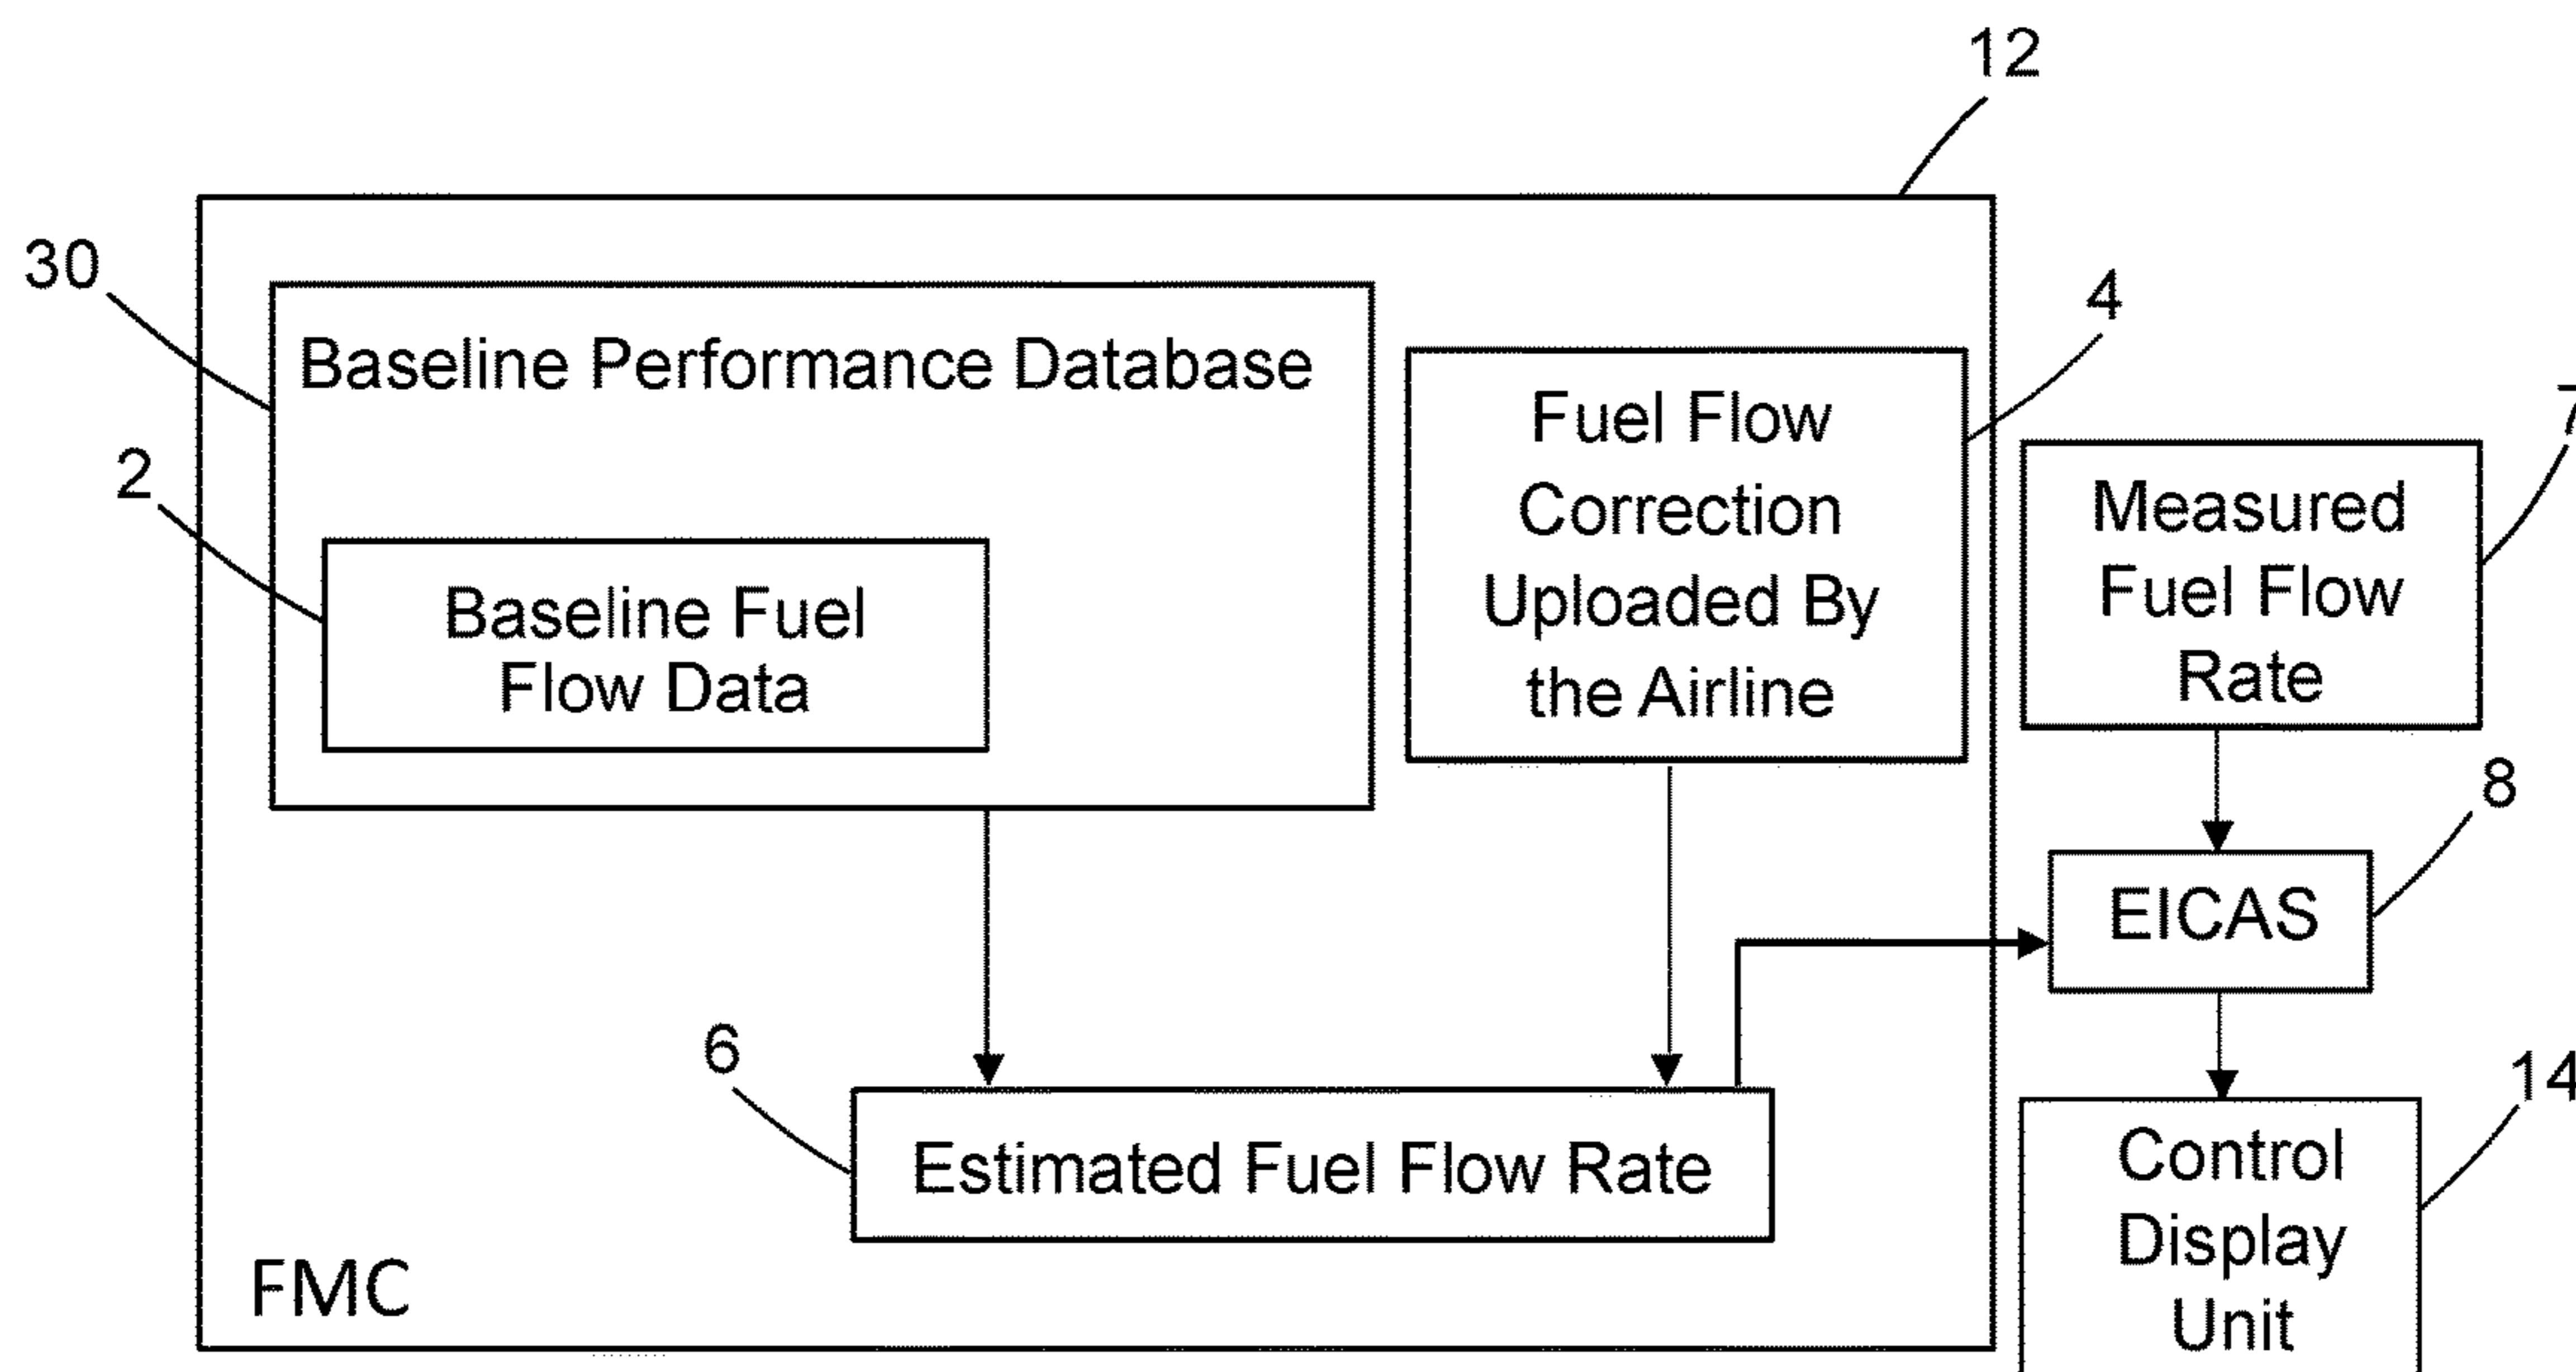 12
30
Baseline Performance Database
4
Fuel Flow
Correction
Uploaded By
the Airline
7
Measured
Fuel Flow
Rate
2
Baseline Fuel
Flow Data
8
EICAS
6
Estimated Fuel Flow Rate
14
Control
Display
Unit
FMC